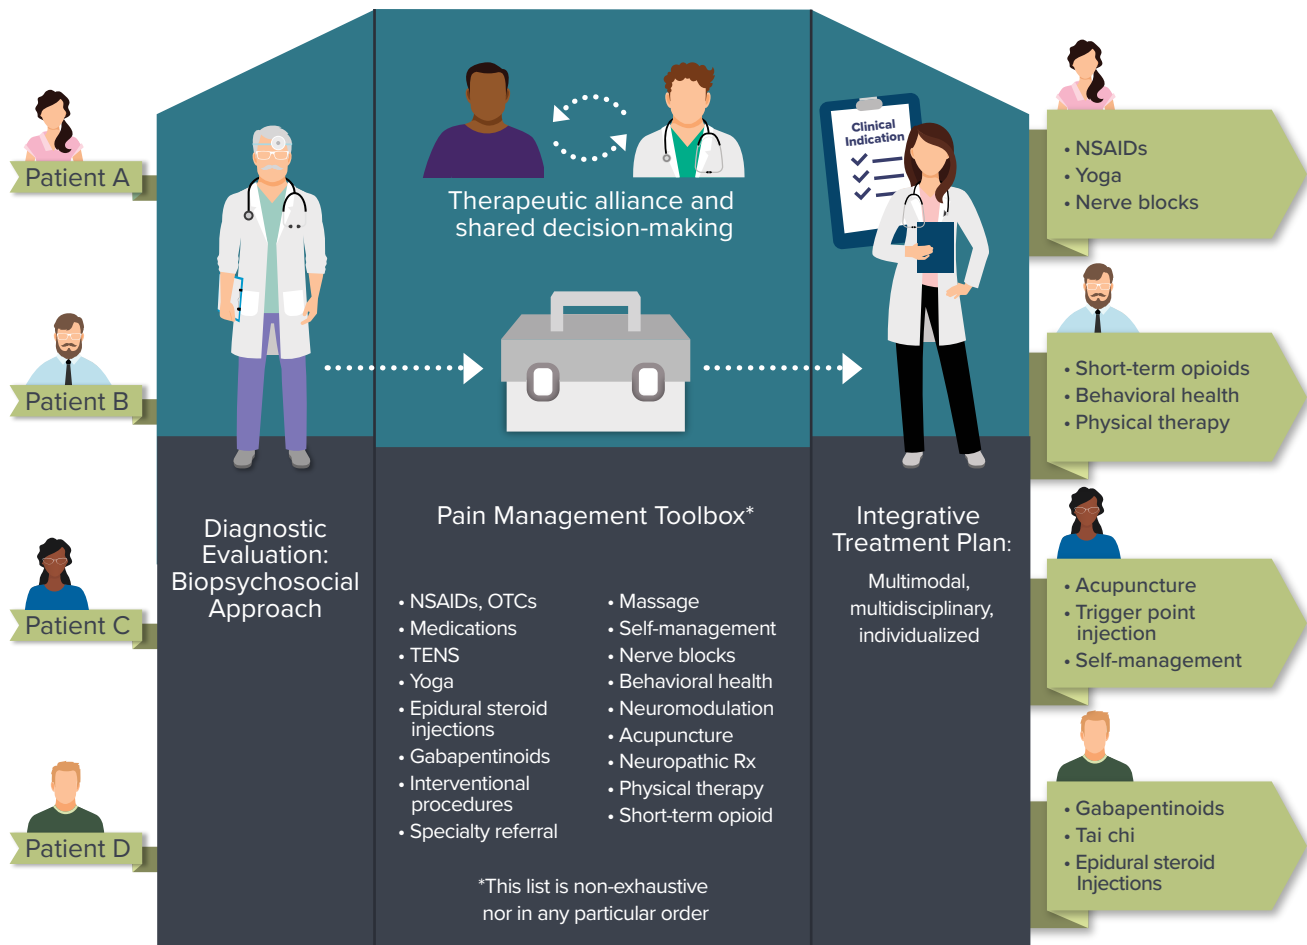 Patient A
Patient B
Patient C
Patient D
Diagnostic
Evaluation:
Biopsychosocial
Approach
Therapeutic alliance and
shared decision-making
Pain Management Toolbox*
• NSAIDs, OTCs
• Medications
• TENS
• Yoga
• Epidural steroid
injections
• Gabapentinoids
• Interventional
procedures
• Specialty referral
• Massage
• Self-management
• Nerve blocks
• Behavioral health
• Neuromodulation
• Acupuncture
• Neuropathic Rx
• Physical therapy
• Short-term opioid
*This list is non-exhaustive
nor in any particular order
Clinical
Indication
Integrative
Treatment Plan:
Multimodal,
multidisciplinary,
individualized
• NSAIDs
• Yoga
• Nerve blocks
• Short-term opioids
• Behavioral health
• Physical therapy
• Acupuncture
• Trigger point
injection
• Self-management
• Gabapentinoids
• Tai chi
• Epidural steroid
Injections